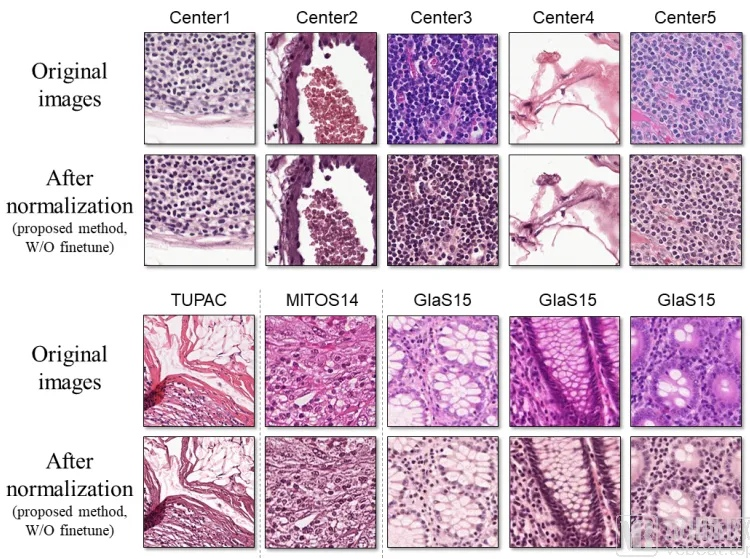 Center1 Center2 Center3 Center4 Center5
Original
images
After
normalization
(proposed method,
W/O finetune)
TUPAC MITOS14 GlaS15 GlaS15 GlaS15
Original
images
After
normalization
(proposed method,
W/O finetune)